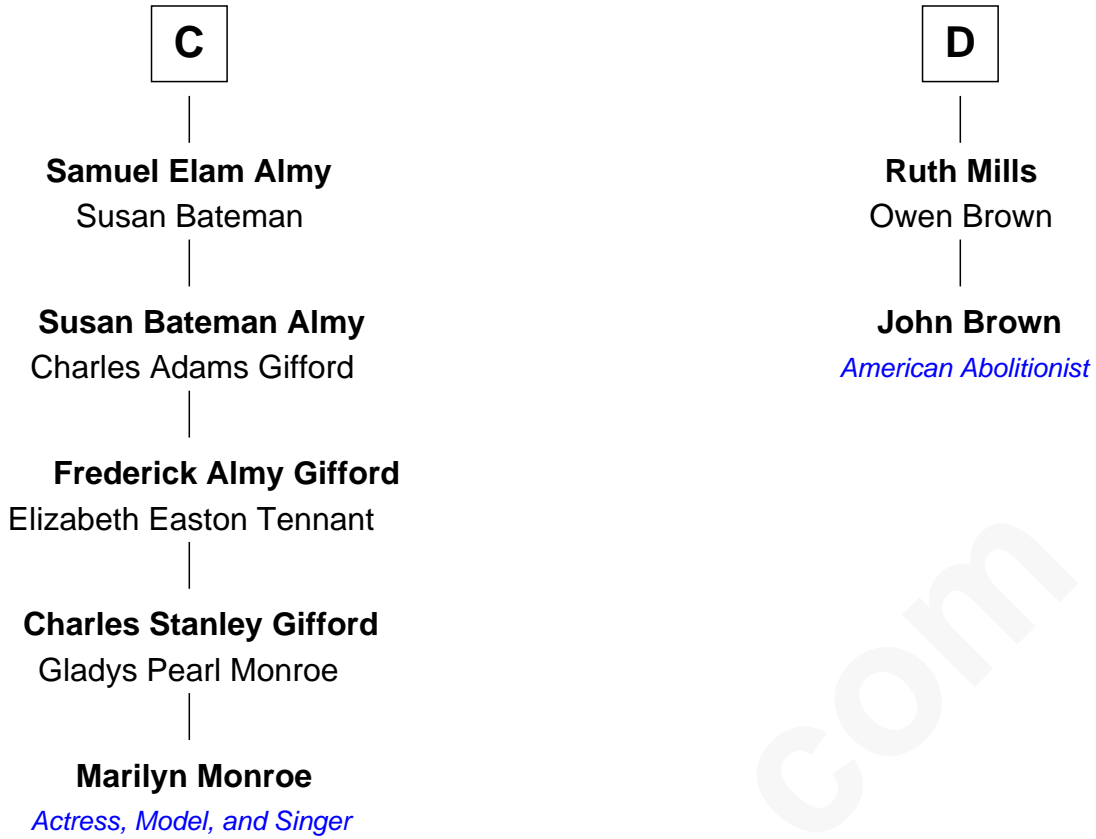 C
Samuel Elam Almy
Susan Bateman
Susan Bateman Almy
Charles Adams Gifford
Frederick Almy Gifford
Elizabeth Easton Tennant
Charles Stanley Gifford
Gladys Pearl Monroe
Marilyn Monroe
Actress, Model, and Singer
D
Ruth Mills
Owen Brown
John Brown
American Abolitionist
com